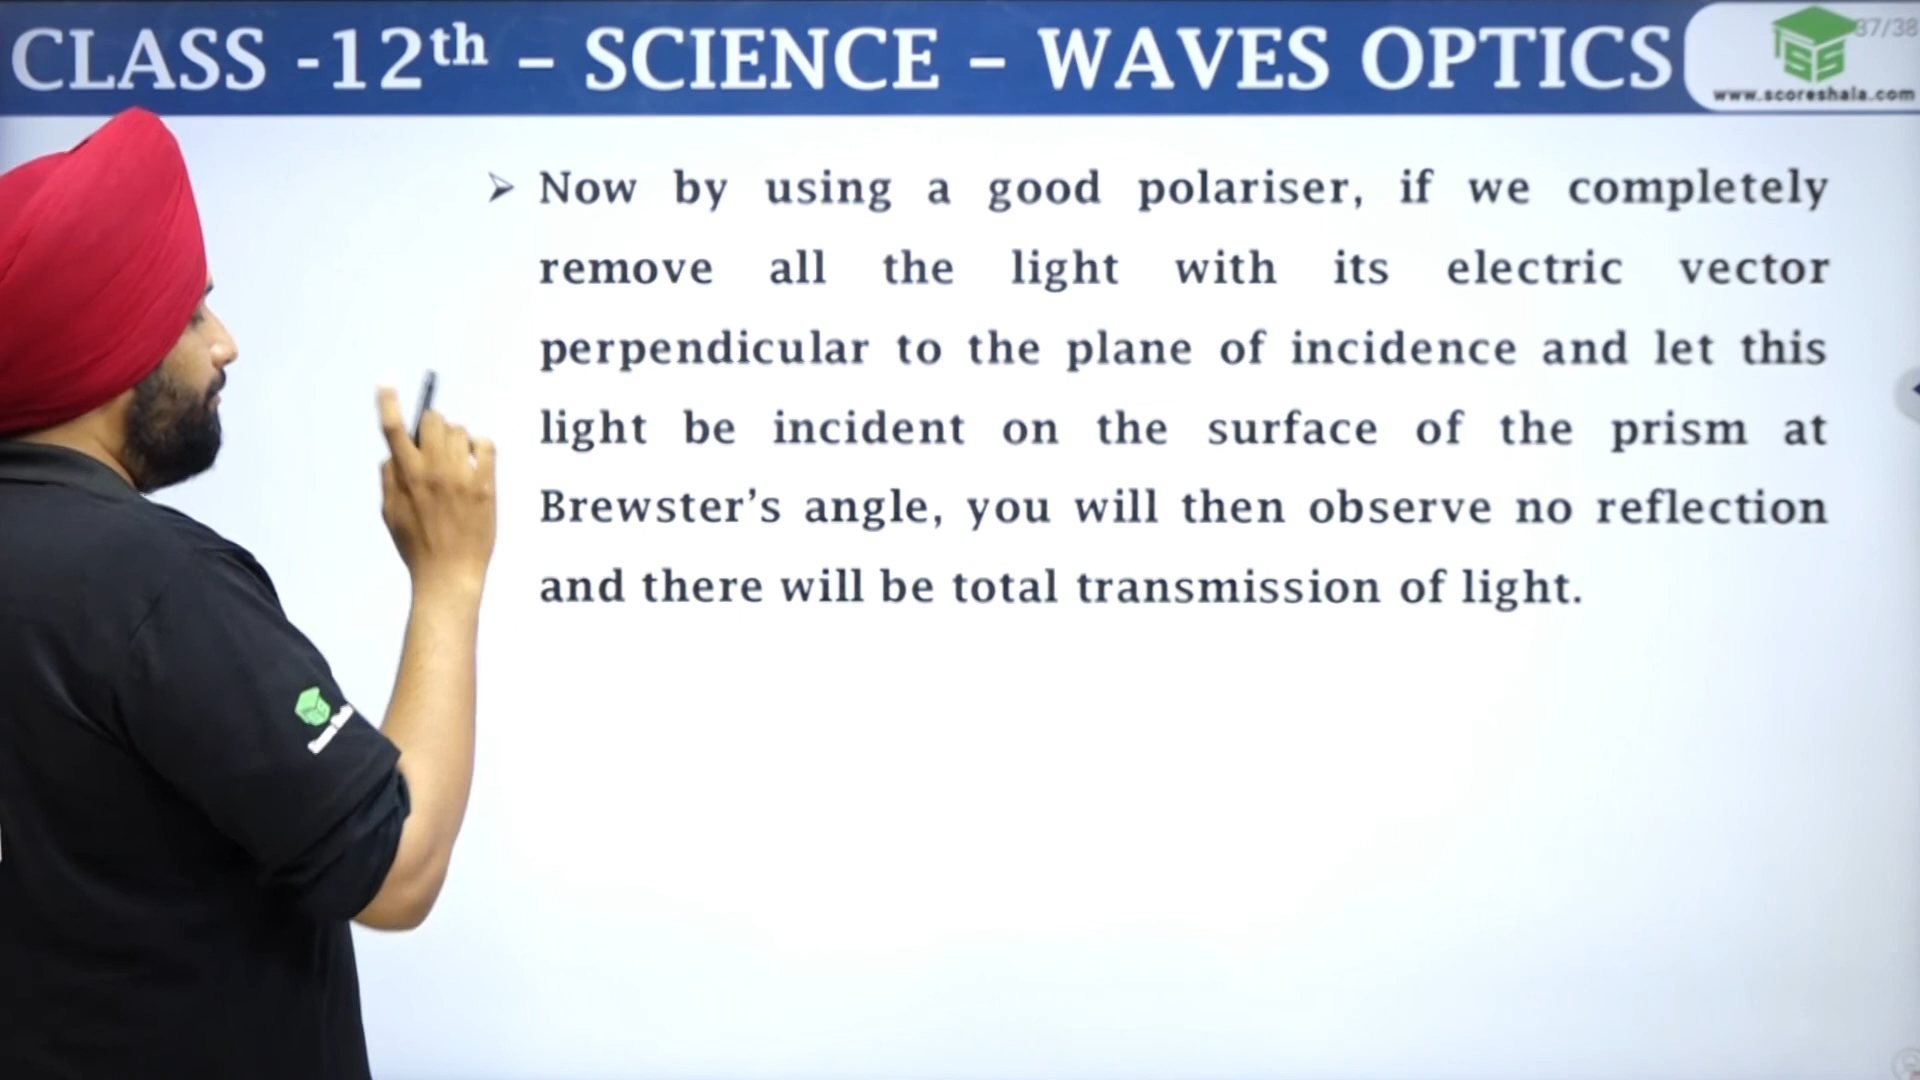 CLASS -12th – SCIENCE – WAVES OPTICS
37/38
www.scoreshala.com
➢ Now by using a good polariser, if we completely
remove all the light with its electric vector
perpendicular to the plane of incidence and let this
light be incident on the surface of the prism at
Brewster’s angle, you will then observe no reflection
and there will be total transmission of light.